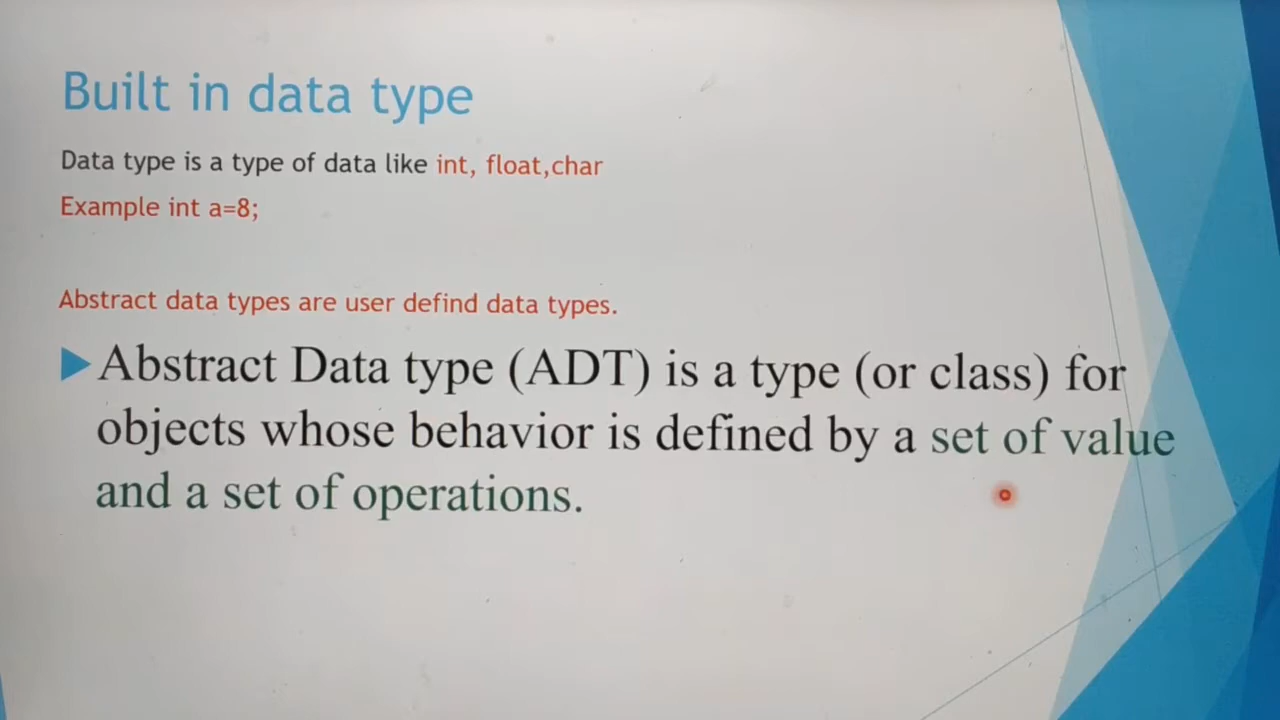 Built in data type
Data type is a type of data like int, float,char
Example int a=8;
Abstract data types are user defind data types.
Abstract Data type (ADT) is a type (or class) for
objects whose behavior is defined by a set of value
and a set of operations.